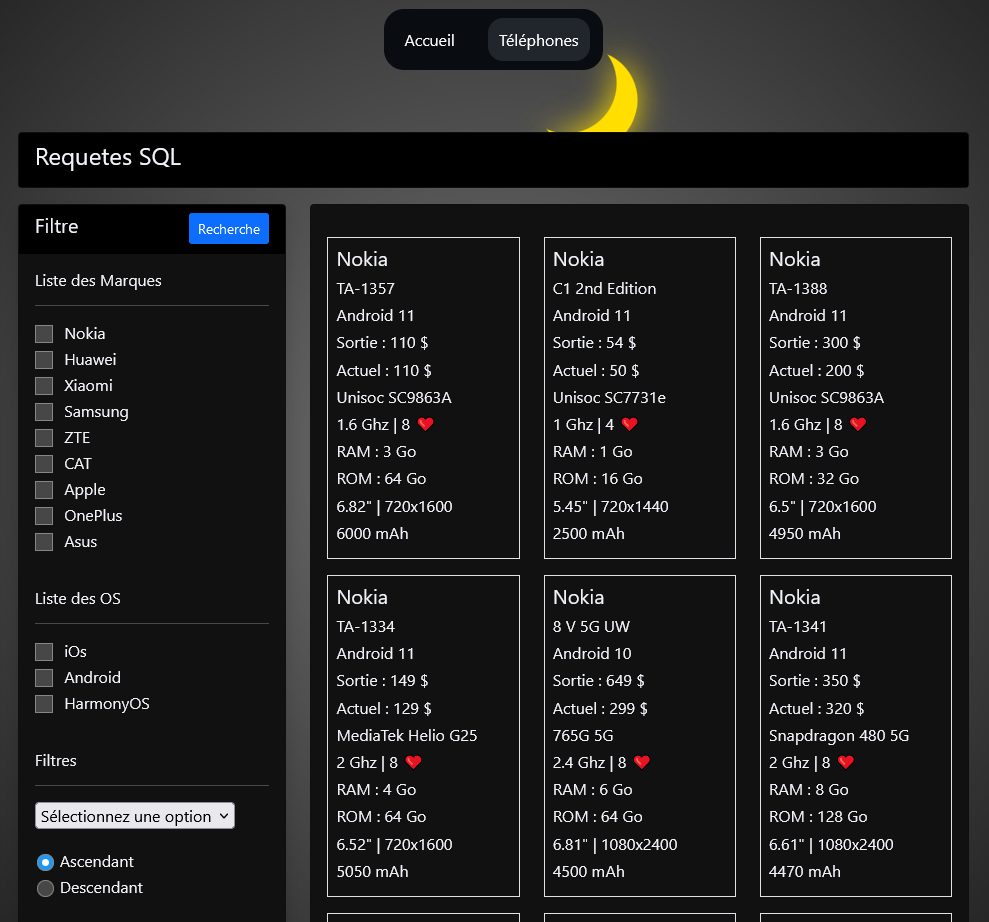 Accueil
Téléphones
Requetes SQL
Filtre
Recherche
Liste des Marques
Nokia
Huawei
Xiaomi
Samsung
ZTE
CAT
Apple
OnePlus
Asus
Liste des OS
iOs
Android
HarmonyOS
Filtres
Sélectionnez une option
Ascendant
Descendant
Nokia
TA-1357
Android 11
Sortie : 110 $
Actuel : 110 $
Unisoc SC9863A
1.6 Ghz | 8 ❤
RAM : 3 Go
ROM : 64 Go
6.82" | 720x1600
6000 mAh
Nokia
C1 2nd Edition
Android 11
Sortie : 54 $
Actuel : 50 $
Unisoc SC7731e
1 Ghz | 4 ❤
RAM : 1 Go
ROM : 16 Go
5.45" | 720x1440
2500 mAh
Nokia
TA-1388
Android 11
Sortie : 300 $
Actuel : 200 $
Unisoc SC9863A
1.6 Ghz | 8 ❤
RAM : 3 Go
ROM : 32 Go
6.5" | 720x1600
4950 mAh
Nokia
TA-1334
Android 11
Sortie : 149 $
Actuel : 129 $
MediaTek Helio G25
2 Ghz | 8 ❤
RAM : 4 Go
ROM : 64 Go
6.52" | 720x1600
5050 mAh
Nokia
8 V 5G UW
Android 10
Sortie : 649 $
Actuel : 299 $
765G 5G
2.4 Ghz | 8 ❤
RAM : 6 Go
ROM : 64 Go
6.81" | 1080x2400
4500 mAh
Nokia
TA-1341
Android 11
Sortie : 350 $
Actuel : 320 $
Snapdragon 480 5G
2 Ghz | 8 ❤
RAM : 8 Go
ROM : 128 Go
6.61" | 1080x2400
4470 mAh